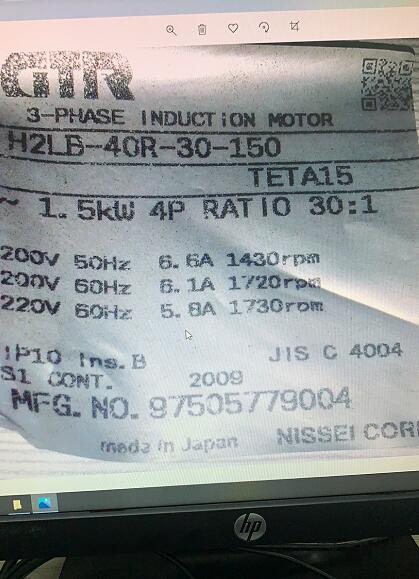 GTR
3-PHASE INDUCTION MOTOR
H2LB-40R-30-150
TETA15
~ 1.5kW 4P RATIO 30:1
200V 50Hz 6.6A 1430rpm
200V 60Hz 6.1A 1720rpm
220V 60Hz 5.8A 1730rpm
IP10 Ins.B JIS C 4004
S1 CONT. 2009
MFG. NO. 97505779004
made in Japan NISSEI COR
hp